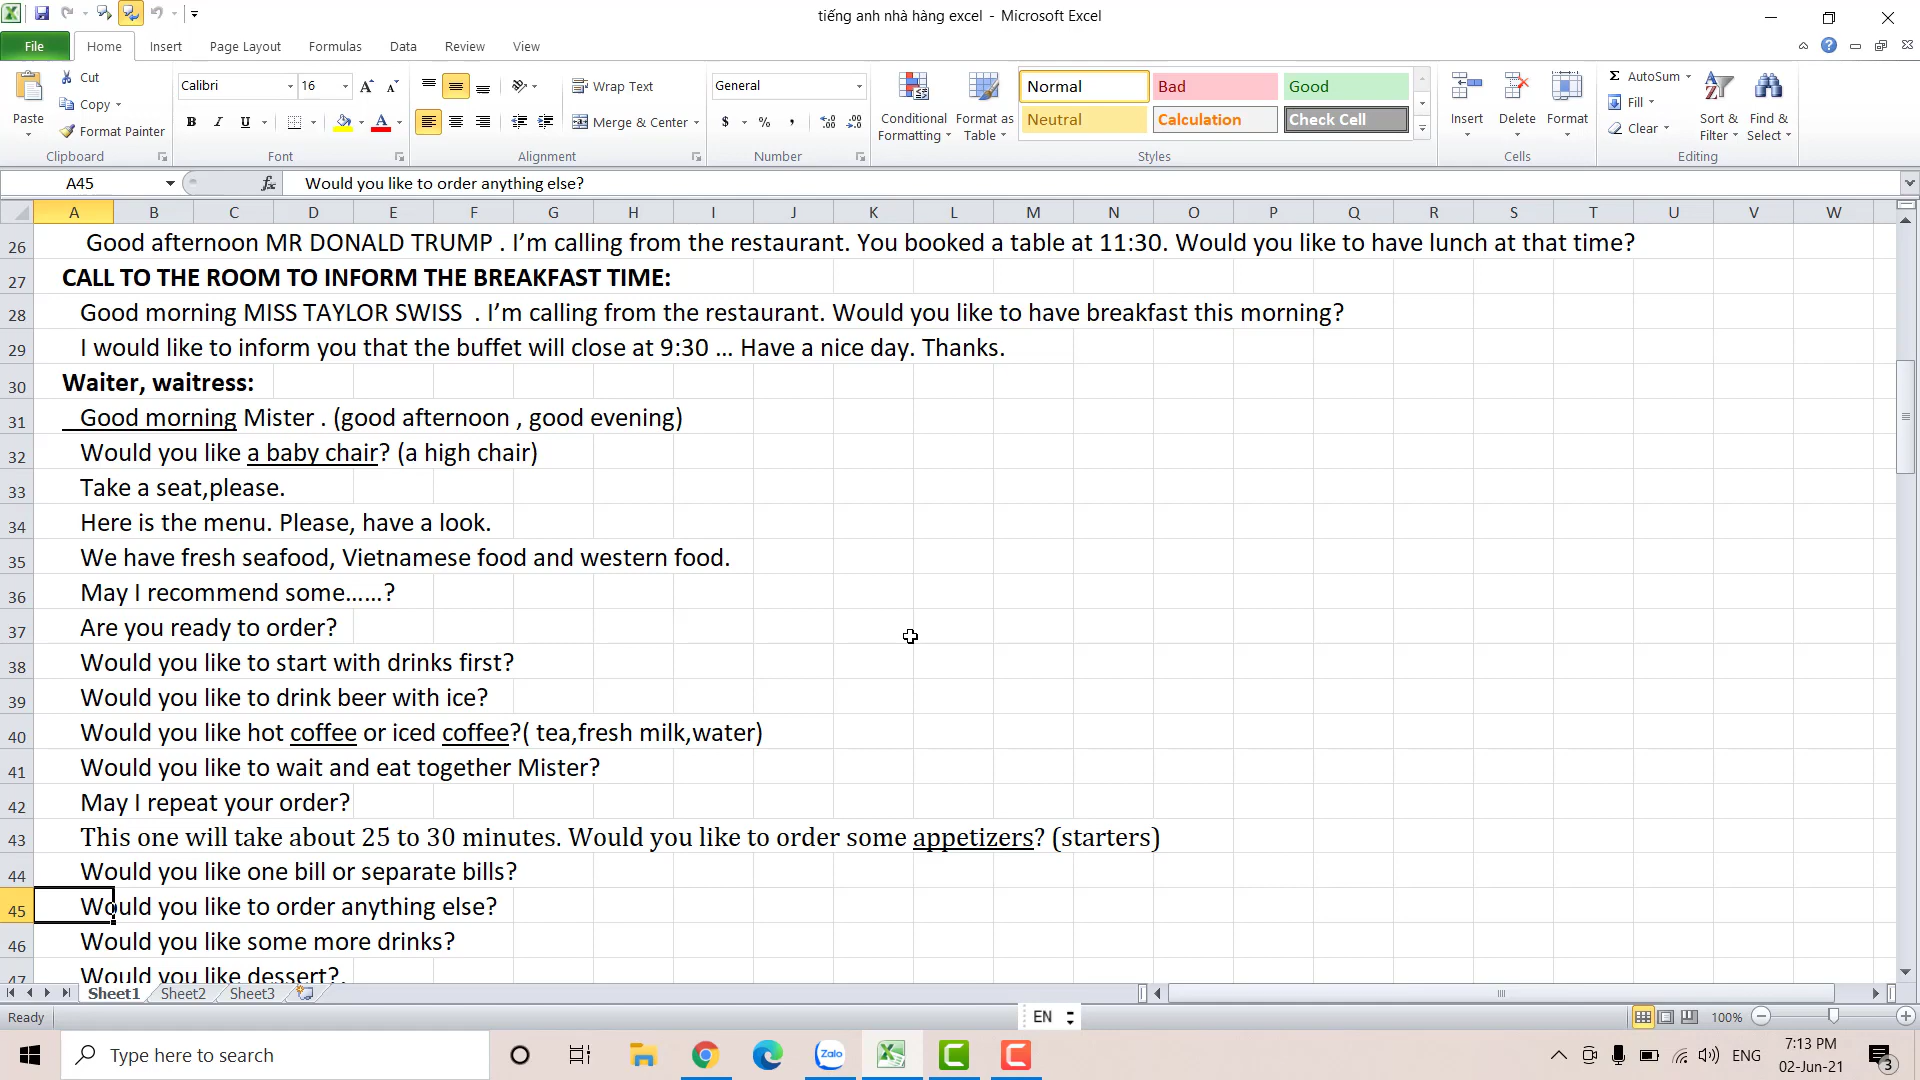 tiếng anh nhà hàng excel - Microsoft Excel
File Home Insert Page Layout Formulas Data Review View
Paste Cut Copy Format Painter Clipboard
Calibri 16 B I U A Font
Wrap Text Merge & Center Alignment
General $ % , Number
Conditional Formatting Format as Table Normal Bad Good Neutral Calculation Check Cell Styles
Insert Delete Format Cells
AutoSum Fill Clear Sort & Filter Find & Select Editing
A45 fx Would you like to order anything else?
A B C D E F G H I J K L M N O P Q R S T U V W
26 Good afternoon MR DONALD TRUMP . I'm calling from the restaurant. You booked a table at 11:30. Would you like to have lunch at that time?
27 CALL TO THE ROOM TO INFORM THE BREAKFAST TIME:
28 Good morning MISS TAYLOR SWISS . I'm calling from the restaurant. Would you like to have breakfast this morning?
29 I would like to inform you that the buffet will close at 9:30 ... Have a nice day. Thanks.
30 Waiter, waitress:
31 Good morning Mister . (good afternoon , good evening)
32 Would you like a baby chair? (a high chair)
33 Take a seat,please.
34 Here is the menu. Please, have a look.
35 We have fresh seafood, Vietnamese food and western food.
36 May I recommend some......?
37 Are you ready to order?
38 Would you like to start with drinks first?
39 Would you like to drink beer with ice?
40 Would you like hot coffee or iced coffee?( tea,fresh milk,water)
41 Would you like to wait and eat together Mister?
42 May I repeat your order?
43 This one will take about 25 to 30 minutes. Would you like to order some appetizers? (starters)
44 Would you like one bill or separate bills?
45 Would you like to order anything else?
46 Would you like some more drinks?
47 Would you like dessert?.
Sheet1 Sheet2 Sheet3
Ready EN 100%
Type here to search Zalo ENG 7:13 PM
02-Jun-21 3